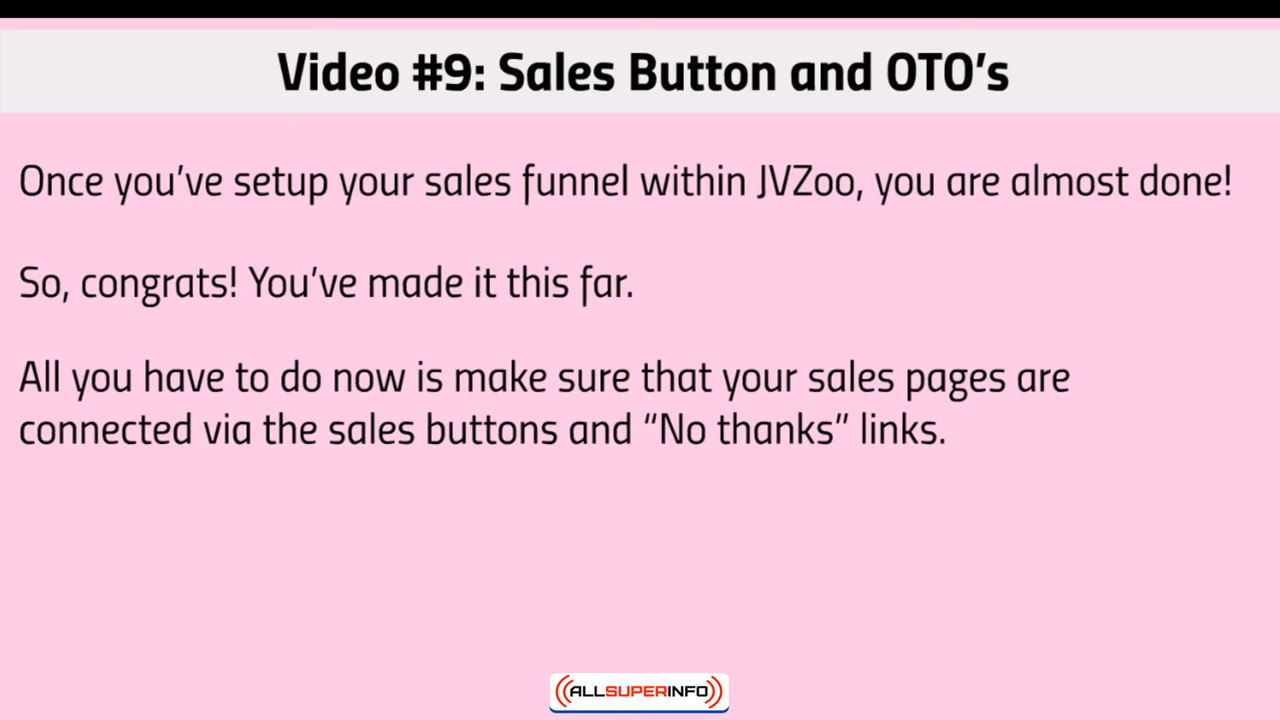 Video #9: Sales Button and OTO’s
Once you’ve setup your sales funnel within JVZoo, you are almost done!
So, congrats! You’ve made it this far.
All you have to do now is make sure that your sales pages are
connected via the sales buttons and “No thanks” links.
ALLSUPERINFO